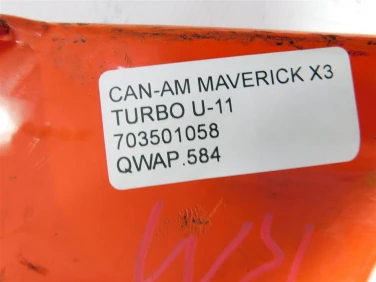 CAN-AM MAVERICK X3
TURBO U-11
703501058
QWAP.584